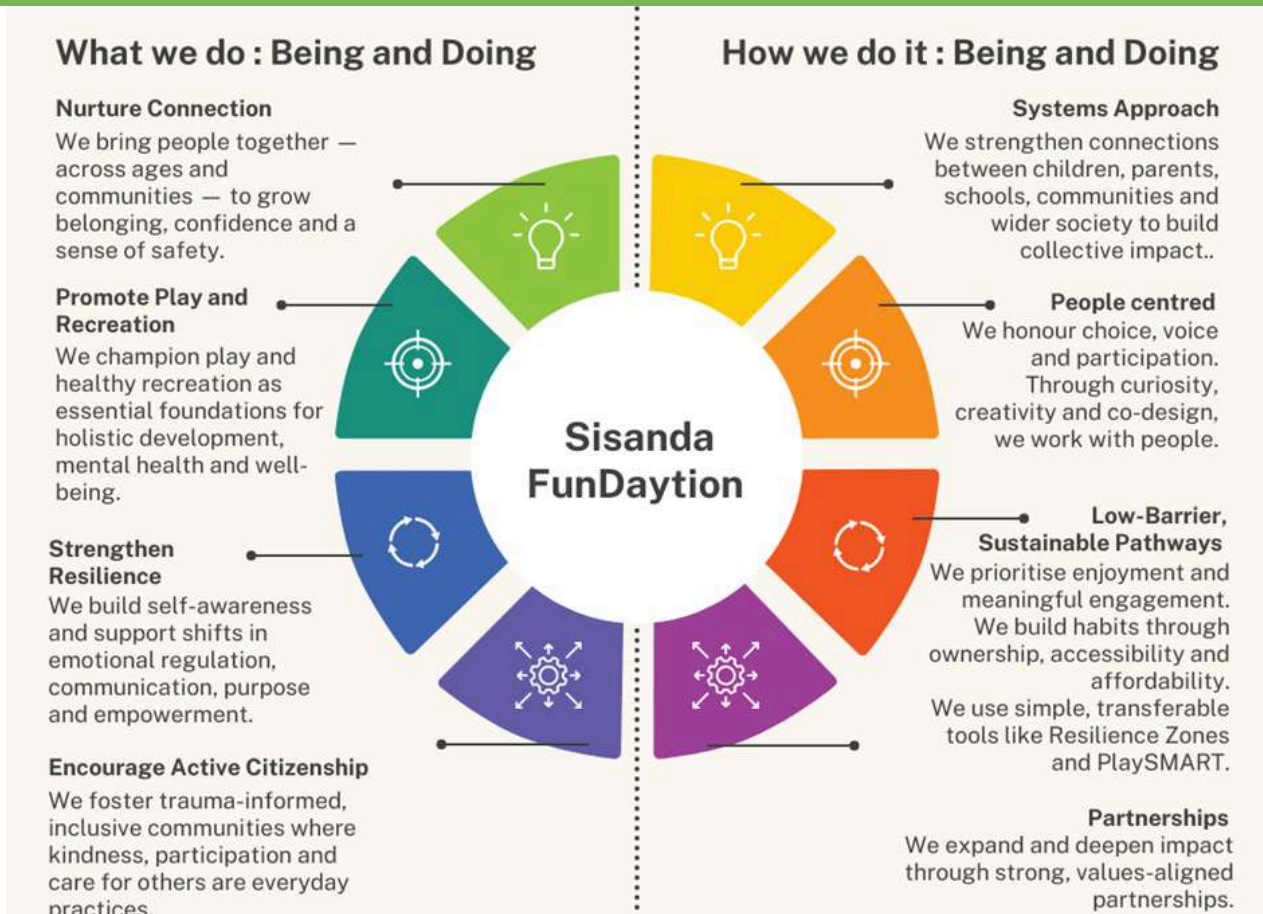 What we do : Being and Doing
Nurture Connection
We bring people together —
across ages and
communities — to grow
belonging, confidence and a
sense of safety.
Promote Play and
Recreation
We champion play and
healthy recreation as
essential foundations for
holistic development,
mental health and well-
being.
Strengthen
Resilience
We build self-awareness
and support shifts in
emotional regulation,
communication, purpose
and empowerment.
Encourage Active Citizenship
We foster trauma-informed,
inclusive communities where
kindness, participation and
care for others are everyday
practices.
Sisanda
FunDaytion
How we do it : Being and Doing
Systems Approach
We strengthen connections
between children, parents,
schools, communities and
wider society to build
collective impact..
People centred
We honour choice, voice
and participation.
Through curiosity,
creativity and co-design,
we work with people.
Low-Barrier,
Sustainable Pathways
We prioritise enjoyment and
meaningful engagement.
We build habits through
ownership, accessibility and
affordability.
We use simple, transferable
tools like Resilience Zones
and PlaySMART.
Partnerships
We expand and deepen impact
through strong, values-aligned
partnerships.